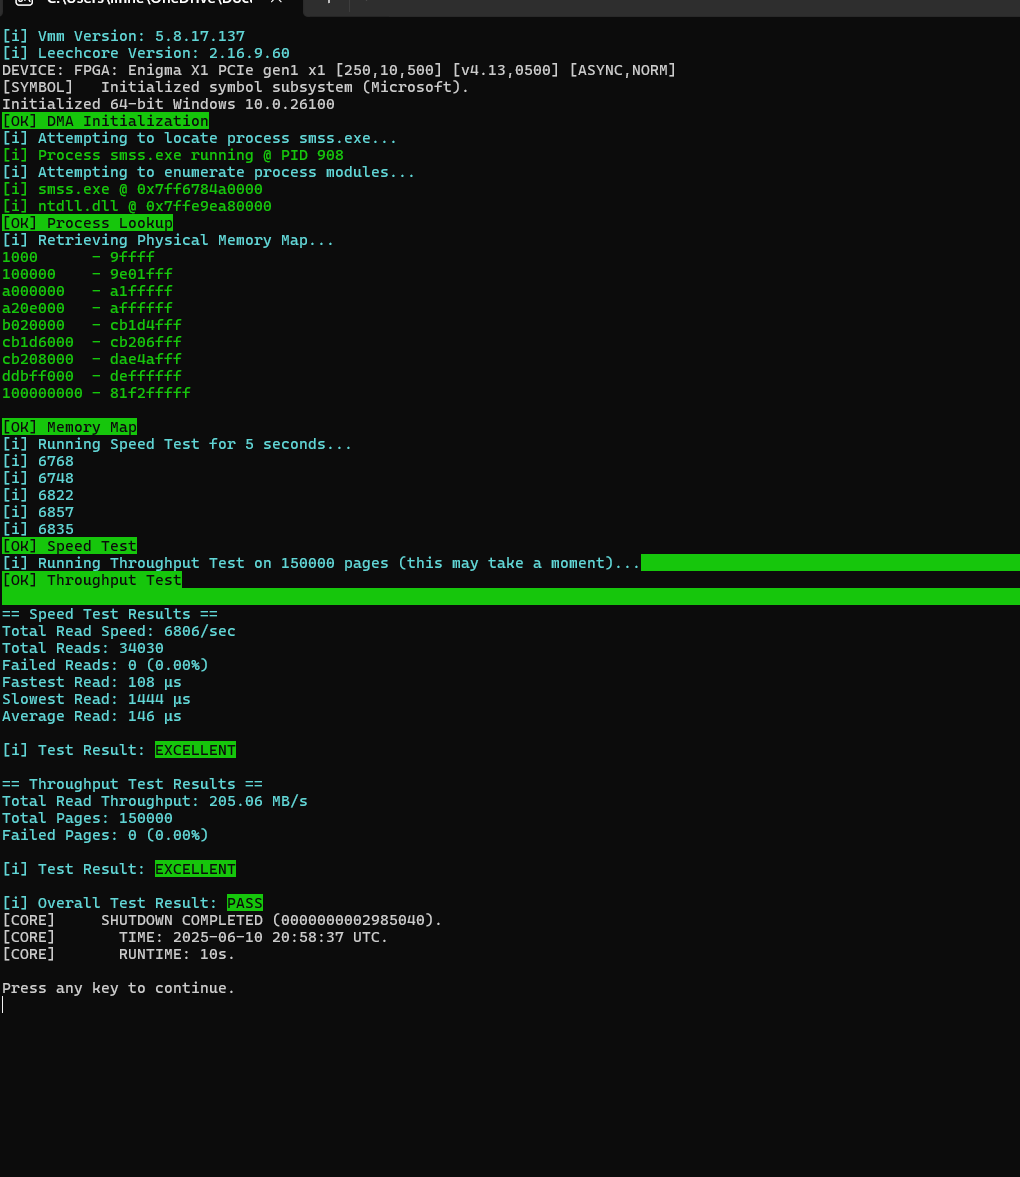 [i] Vmm Version: 5.8.17.137
[i] Leechcore Version: 2.16.9.60
DEVICE: FPGA: Enigma X1 PCIe gen1 x1 [250,10,500] [v4.13,0500] [ASYNC,NORM]
[SYMBOL]   Initialized symbol subsystem (Microsoft).
Initialized 64-bit Windows 10.0.26100
[OK] DMA Initialization
[i] Attempting to locate process smss.exe...
[i] Process smss.exe running @ PID 908
[i] Attempting to enumerate process modules...
[i] smss.exe @ 0x7ff6784a0000
[i] ntdll.dll @ 0x7ffe9ea80000
[OK] Process Lookup
[i] Retrieving Physical Memory Map...
1000      - 9ffff
100000    - 9e01fff
a000000   - a1fffff
a20e000   - affffff
b020000   - cb1d4fff
cb1d6000  - cb206fff
cb208000  - dae4afff
ddbff000  - deffffff
100000000 - 81f2fffff
[OK] Memory Map
[i] Running Speed Test for 5 seconds...
[i] 6768
[i] 6748
[i] 6822
[i] 6857
[i] 6835
[OK] Speed Test
[i] Running Throughput Test on 150000 pages (this may take a moment)...
[OK] Throughput Test
== Speed Test Results ==
Total Read Speed: 6806/sec
Total Reads: 34030
Failed Reads: 0 (0.00%)
Fastest Read: 108 µs
Slowest Read: 1444 µs
Average Read: 146 µs
[i] Test Result: EXCELLENT
== Throughput Test Results ==
Total Read Throughput: 205.06 MB/s
Total Pages: 150000
Failed Pages: 0 (0.00%)
[i] Test Result: EXCELLENT
[i] Overall Test Result: PASS
[CORE]     SHUTDOWN COMPLETED (0000000002985040).
[CORE]       TIME: 2025-06-10 20:58:37 UTC.
[CORE]       RUNTIME: 10s.
Press any key to continue.